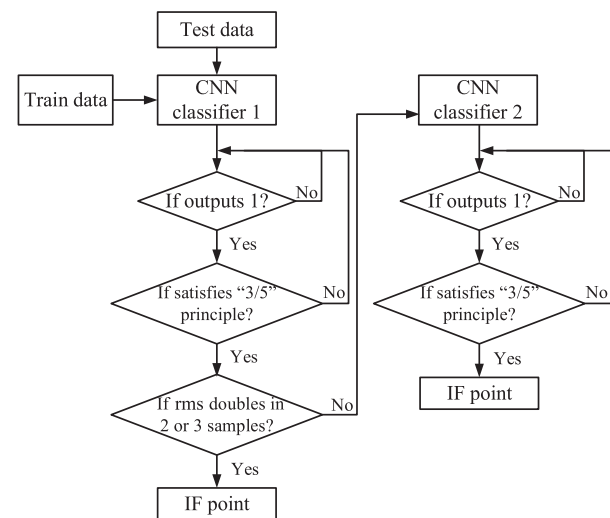 Test data
Train data
CNN
classifier 1
If outputs 1?
No
Yes
If satisfies “3/5”
principle?
No
Yes
If rms doubles in
2 or 3 samples?
No
Yes
IF point
CNN
classifier 2
If outputs 1?
No
Yes
If satisfies “3/5”
principle?
No
Yes
IF point